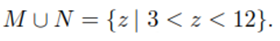 M ∪ N = {z | 3 < z < 12}.